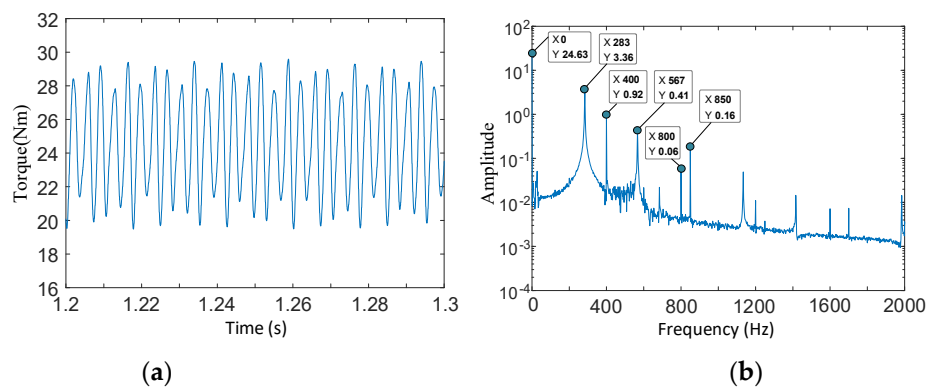 32
30
28
26
24
22
20
18
16
Torque(Nm)
1.2 1.22 1.24 1.26 1.28 1.3
Time (s)
(a)
10^2
10^1
10^0
10^-1
10^-2
10^-3
10^-4
Amplitude
X 0
Y 24.63
X 283
Y 3.36
X 400
Y 0.92
X 567
Y 0.41
X 800
Y 0.06
X 850
Y 0.16
0 400 800 1200 1600 2000
Frequency (Hz)
(b)